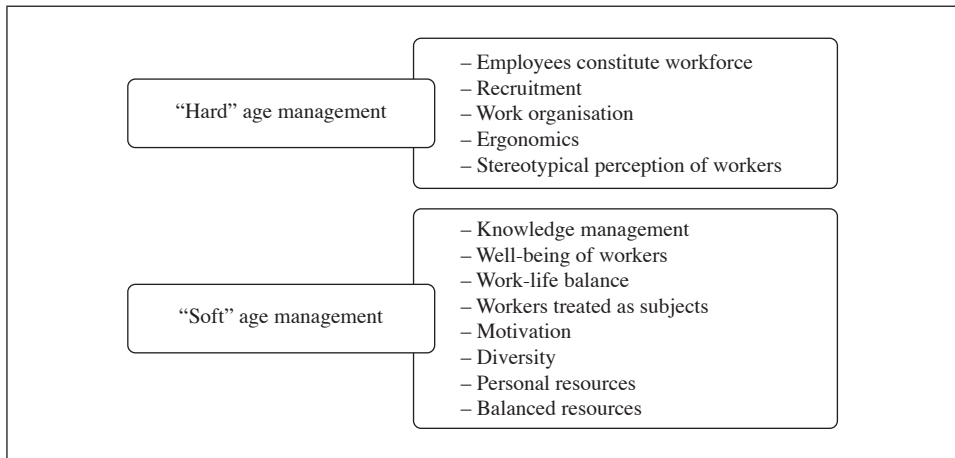 “Hard” age management
– Employees constitute workforce
– Recruitment
– Work organisation
– Ergonomics
– Stereotypical perception of workers
“Soft” age management
– Knowledge management
– Well-being of workers
– Work-life balance
– Workers treated as subjects
– Motivation
– Diversity
– Personal resources
– Balanced resources